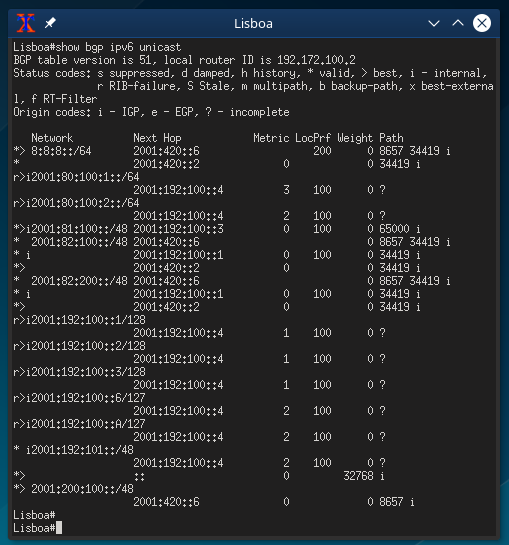 Lisboa
Lisboa#show bgp ipv6 unicast
BGP table version is 51, local router ID is 192.172.100.2
Status codes: s suppressed, d damped, h history, * valid, > best, i - internal,
              r RIB-failure, S Stale, m multipath, b backup-path, x best-externa
l, f RT-Filter
Origin codes: i - IGP, e - EGP, ? - incomplete
   Network          Next Hop            Metric LocPrf Weight Path
*> 8:8:8::/64       2001:420::6                   200      0 8657 34419 i
*                   2001:420::2              0             0 34419 i
r>i2001:80:100:1::/64
                    2001:192:100::4          3    100      0 ?
r>i2001:80:100:2::/64
                    2001:192:100::4          2    100      0 ?
*>i2001:81:100::/48 2001:192:100::3          0    100      0 65000 i
*  2001:82:100::/48 2001:420::6                            0 8657 34419 i
* i                 2001:192:100::1          0    100      0 34419 i
*>                  2001:420::2              0             0 34419 i
*  2001:82:200::/48 2001:420::6                            0 8657 34419 i
* i                 2001:192:100::1          0    100      0 34419 i
*>                  2001:420::2              0             0 34419 i
r>i2001:192:100::1/128
                    2001:192:100::4          1    100      0 ?
r>i2001:192:100::2/128
                    2001:192:100::4          1    100      0 ?
r>i2001:192:100::3/128
                    2001:192:100::4          1    100      0 ?
r>i2001:192:100::6/127
                    2001:192:100::4          2    100      0 ?
r>i2001:192:100::A/127
                    2001:192:100::4          2    100      0 ?
* i2001:192:101::/48
                    2001:192:100::4          2    100      0 ?
*>                  ::                       0         32768 i
*> 2001:200:100::/48
                    2001:420::6              0             0 8657 i
Lisboa#
Lisboa#